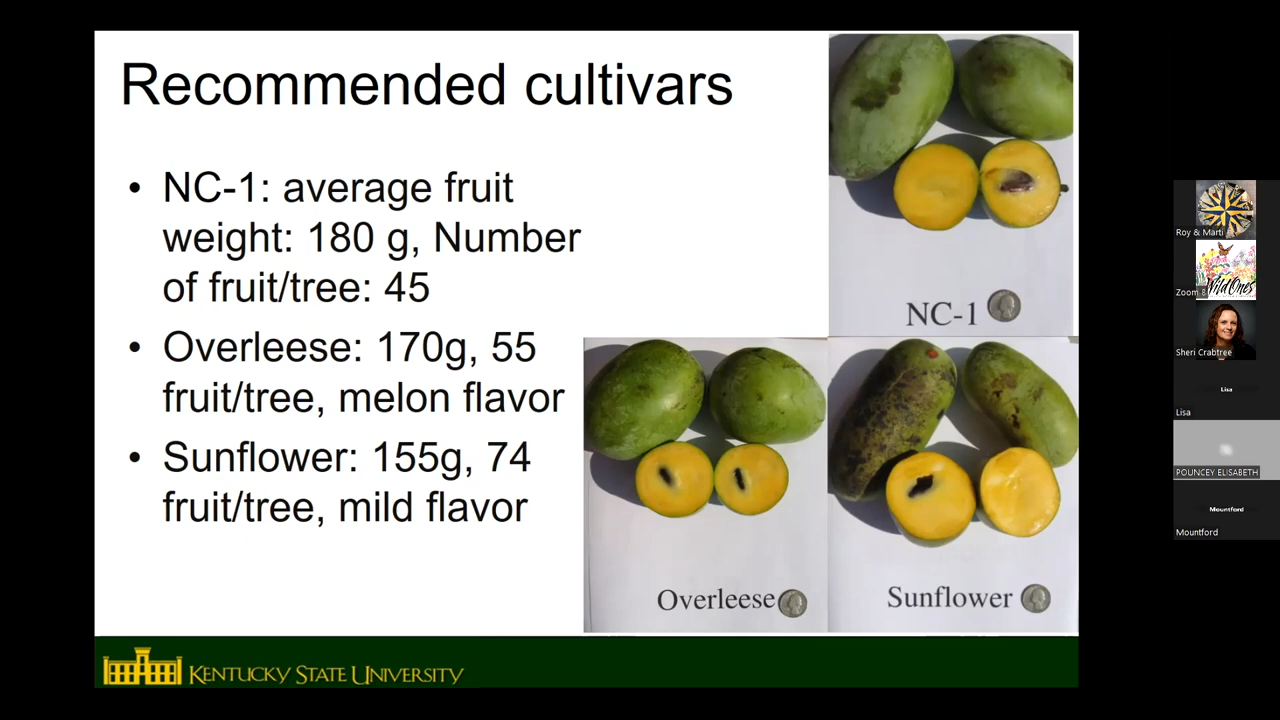 Recommended cultivars
• NC-1: average fruit
weight: 180 g, Number
of fruit/tree: 45
• Overleese: 170g, 55
fruit/tree, melon flavor
• Sunflower: 155g, 74
fruit/tree, mild flavor
NC-1
Overleese
Sunflower
KENTUCKY STATE UNIVERSITY
Roy & Marti
Zoom 8
Wild Ones
Sheri Crabtree
Lisa
Lisa
POUNCEY ELISABETH
Mountford
Mountford